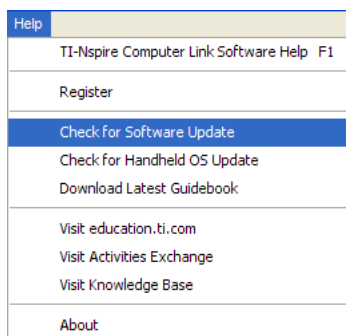 Help
TI-Nspire Computer Link Software Help F1
Register
Check for Software Update
Check for Handheld OS Update
Download Latest Guidebook
Visit education.ti.com
Visit Activities Exchange
Visit Knowledge Base
About